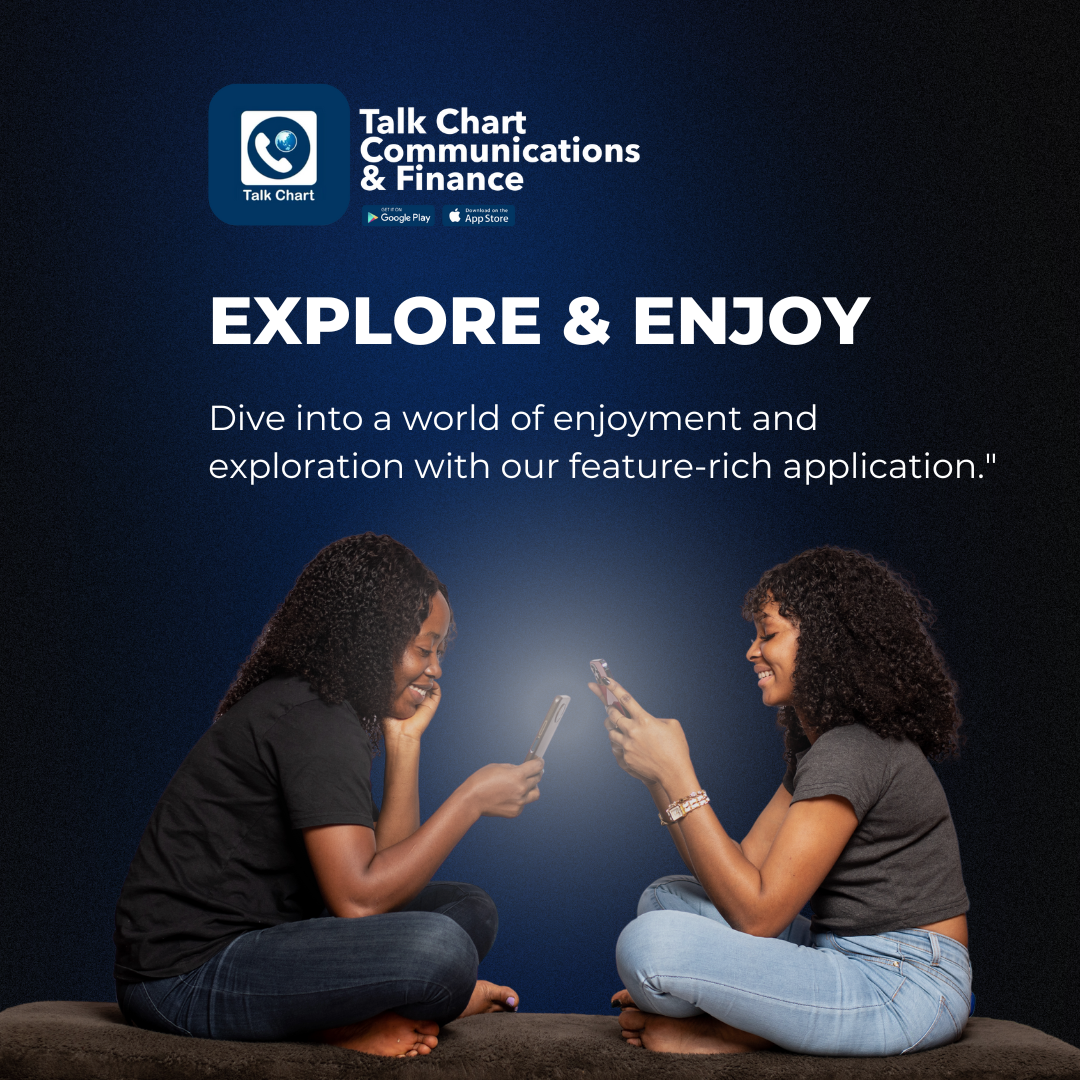 Talk Chart
Talk Chart
Communications
& Finance
GET IT ON
Google Play
Download on the
App Store
EXPLORE & ENJOY
Dive into a world of enjoyment and
exploration with our feature-rich application."